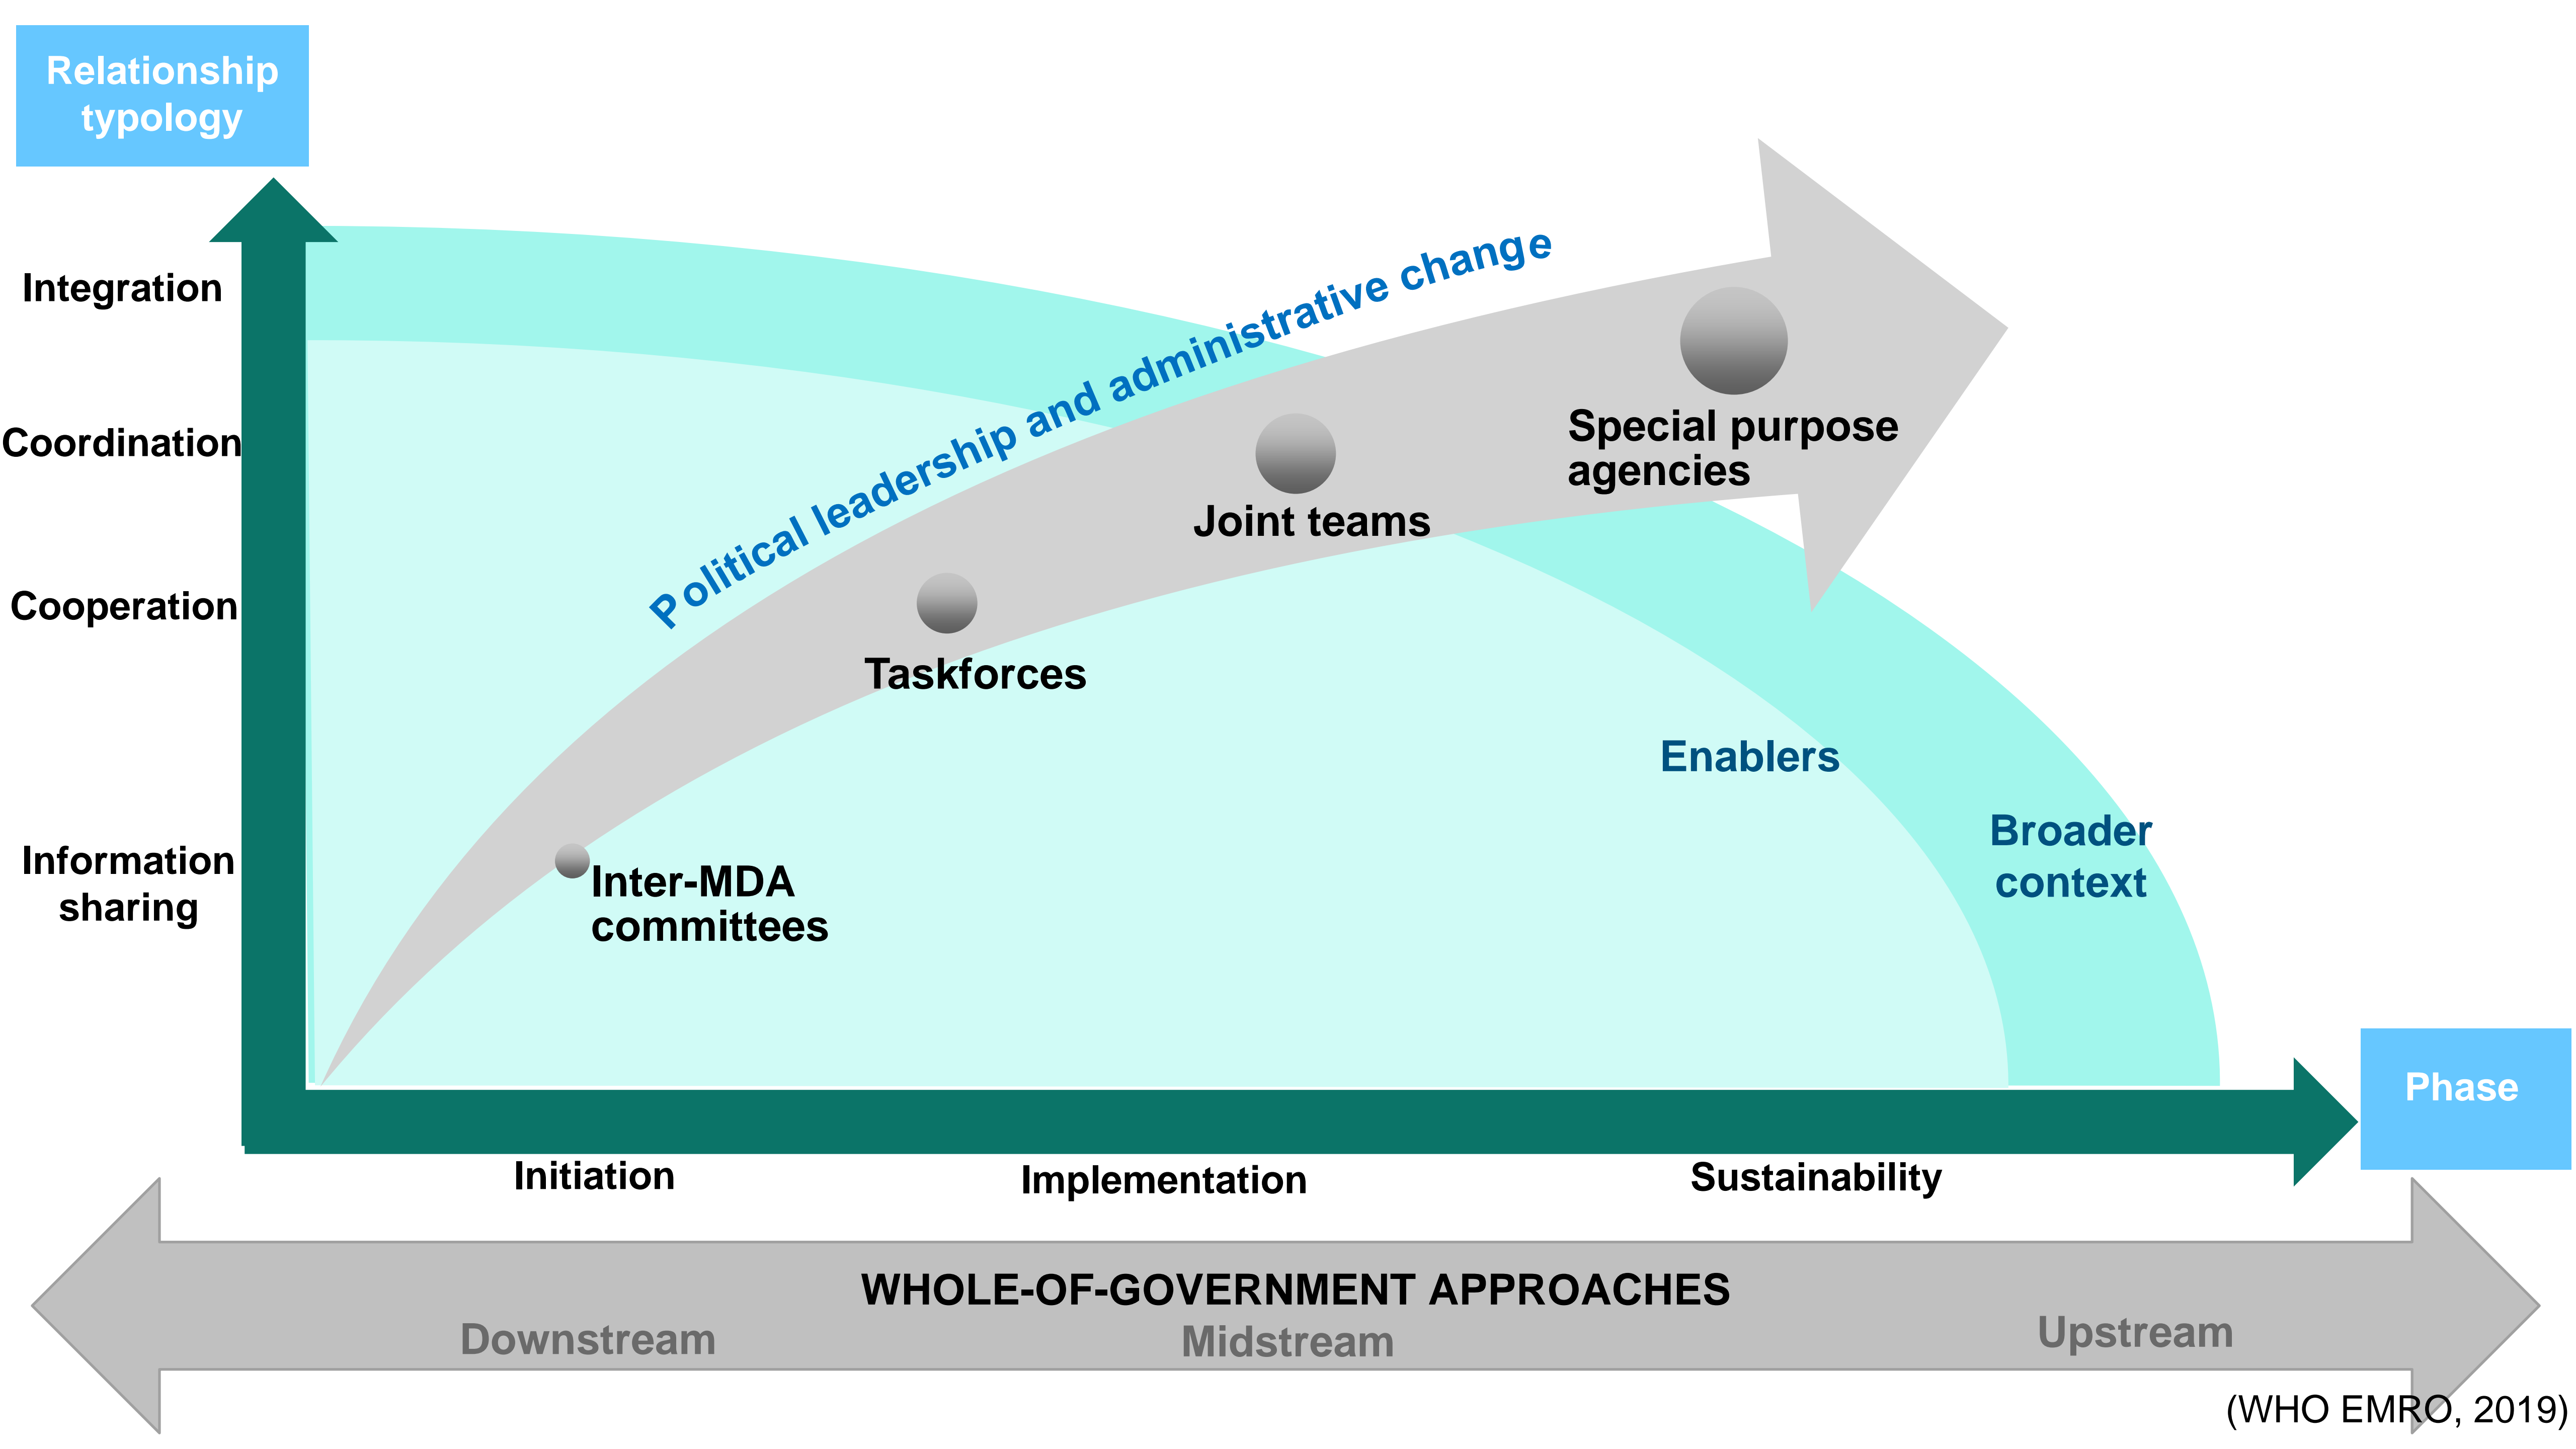 Relationship
typology
Integration
Coordination
Cooperation
Information
sharing
Political leadership and administrative change
Special purpose
agencies
Joint teams
Taskforces
Inter-MDA
committees
Enablers
Broader
context
Phase
Initiation
Implementation
Sustainability
WHOLE-OF-GOVERNMENT APPROACHES
Downstream
Midstream
Upstream
(WHO EMRO, 2019)